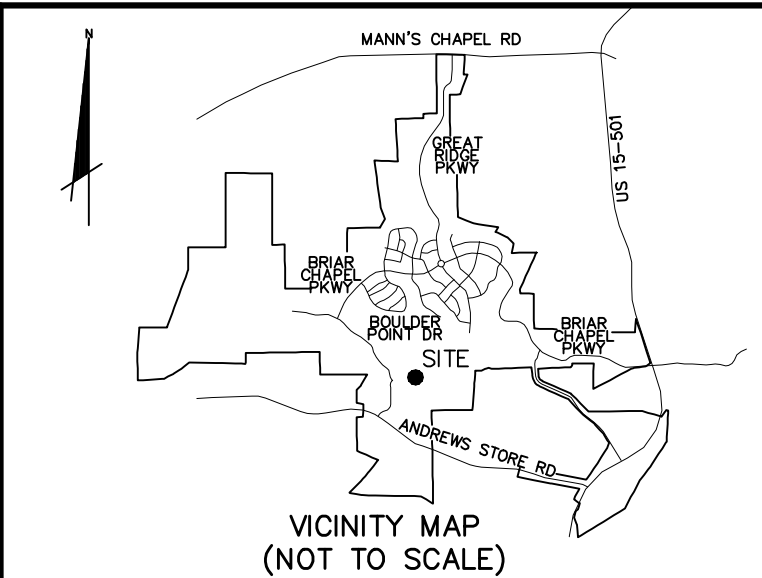 N
MANN'S CHAPEL RD
US 15-501
GREAT
RIDGE
PKWY
BRIAR
CHAPEL
PKWY
BOULDER
POINT DR
BRIAR
CHAPEL
PKWY
SITE
ANDREWS STORE RD
VICINITY MAP
(NOT TO SCALE)